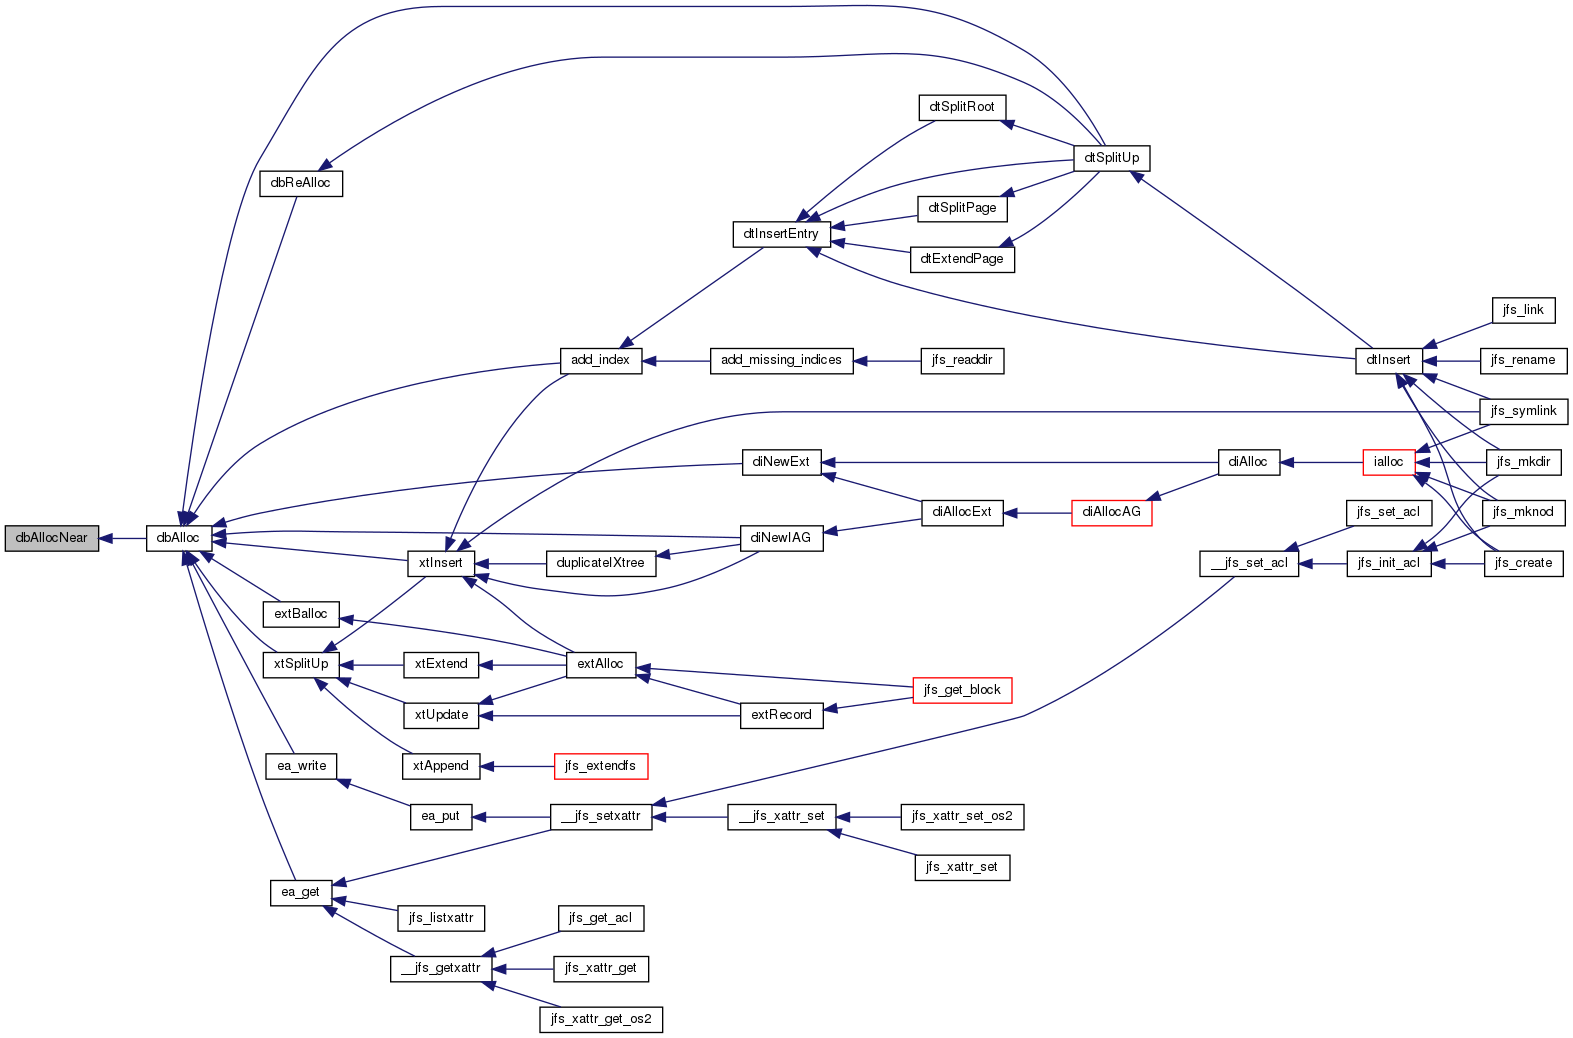 dtSplitRoot
dtSplitUp
dbReAlloc
dtSplitPage
dtInsertEntry
dtExtendPage
jfs_link
add_index
add_missing_indices
jfs_readdir
dtInsert
jfs_rename
jfs_symlink
diNewExt
diAlloc
ialloc
jfs_mkdir
diAllocExt
diAllocAG
jfs_set_acl
jfs_mknod
dbAllocNear
dbAlloc
diNewIAG
xtInsert
duplicateIXtree
__jfs_set_acl
jfs_init_acl
jfs_create
extBalloc
xtSplitUp
xtExtend
extAlloc
jfs_get_block
xtUpdate
extRecord
ea_write
xtAppend
jfs_extendfs
ea_put
__jfs_setxattr
__jfs_xattr_set
jfs_xattr_set_os2
jfs_xattr_set
ea_get
jfs_listxattr
jfs_get_acl
__jfs_getxattr
jfs_xattr_get
jfs_xattr_get_os2